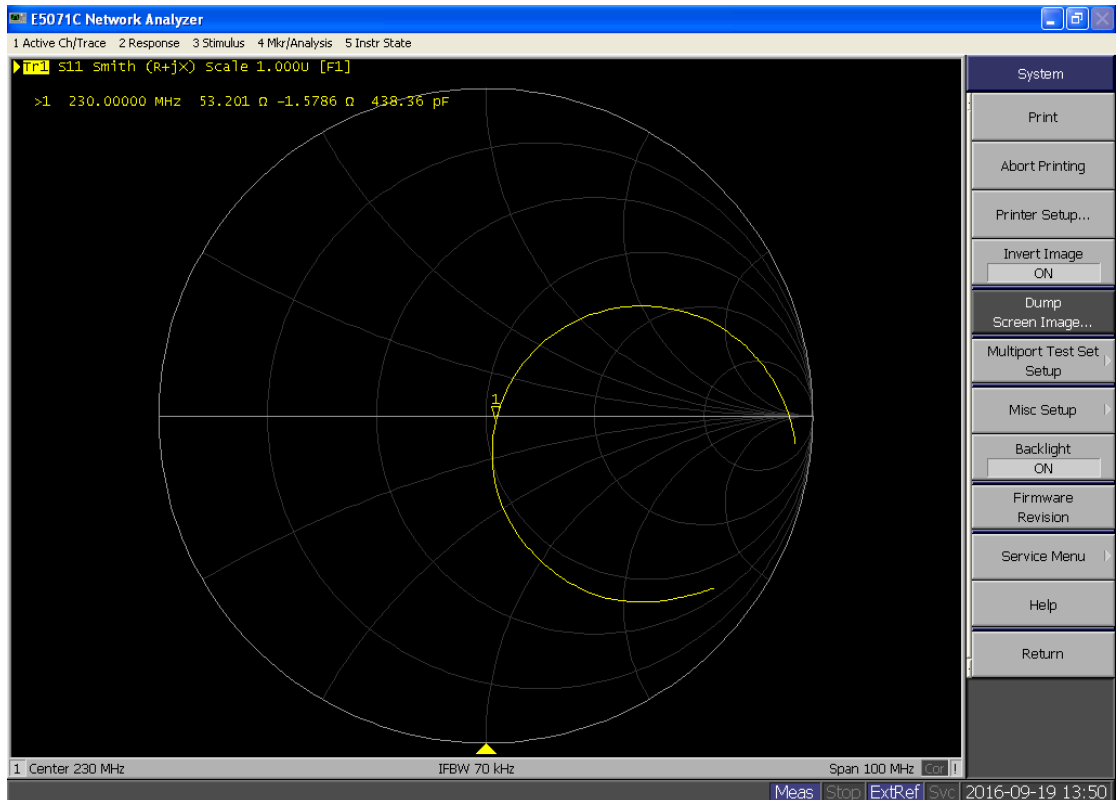 E5071C Network Analyzer
1 Active Ch/Trace 2 Response 3 Stimulus 4 Mkr/Analysis 5 Instr State
Tr1 S11 Smith (R+jX) Scale 1.000U [F1]
>1 230.00000 MHz 53.201 Ω -1.5786 Ω 438.36 pF
1
System
Print
Abort Printing
Printer Setup...
Invert Image
ON
Dump
Screen Image...
Multiport Test Set
Setup
Misc Setup
Backlight
ON
Firmware
Revision
Service Menu
Help
Return
1 Center 230 MHz IFBW 70 kHz Span 100 MHz Cor !
Meas Stop ExtRef Svc 2016-09-19 13:50